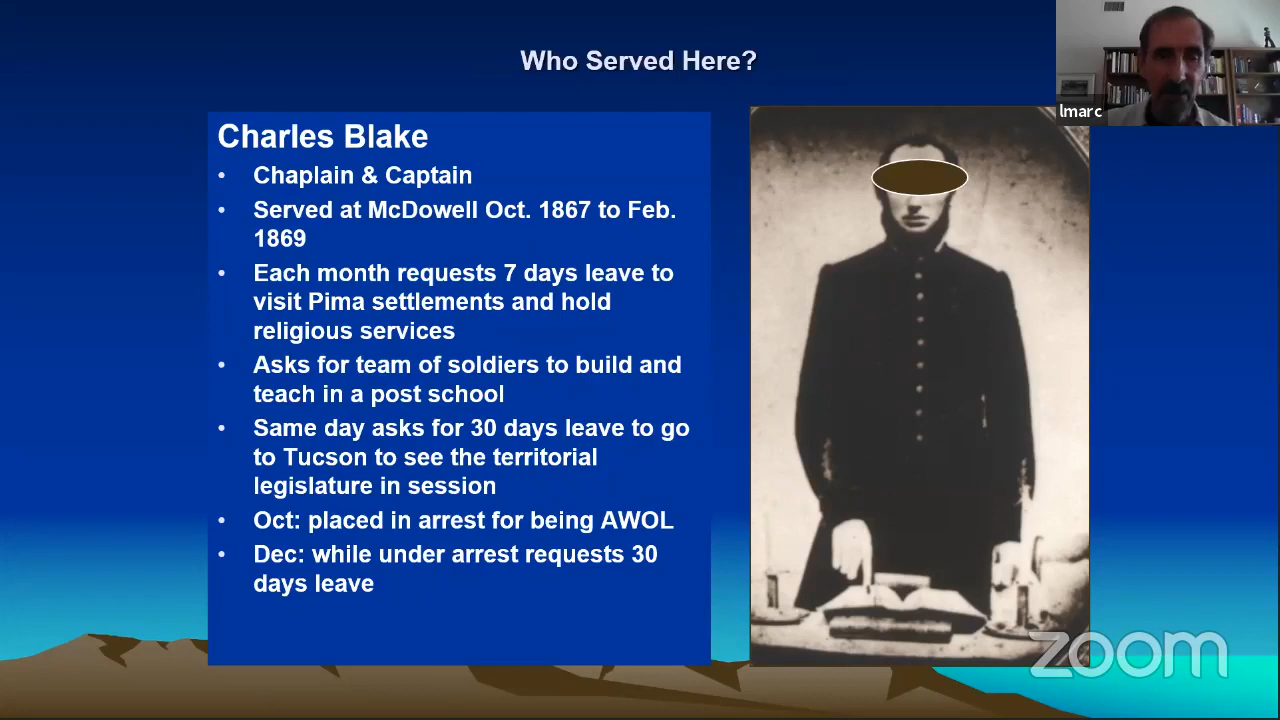 Who Served Here?
lmarc
Charles Blake
• Chaplain & Captain
• Served at McDowell Oct. 1867 to Feb.
1869
• Each month requests 7 days leave to
visit Pima settlements and hold
religious services
• Asks for team of soldiers to build and
teach in a post school
• Same day asks for 30 days leave to go
to Tucson to see the territorial
legislature in session
• Oct: placed in arrest for being AWOL
• Dec: while under arrest requests 30
days leave
zoom